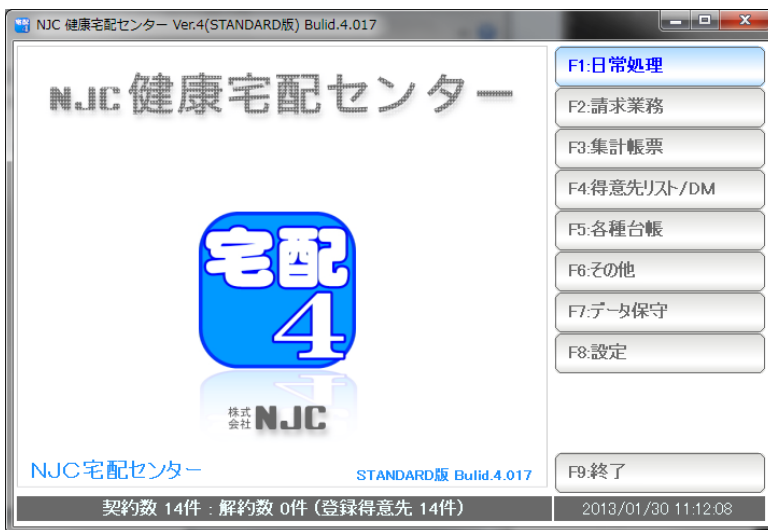 NJC 健康宅配センター Ver.4(STANDARD版) Bulid.4.017
NJC 健康宅配センター
宅配
4
株式
会社 NJC
NJC宅配センター
STANDARD版 Bulid.4.017
F1:日常処理
F2:請求業務
F3:集計帳票
F4:得意先リスト/DM
F5:各種台帳
F6:その他
F7:データ保守
F8:設定
F9:終了
契約数 14件 : 解約数 0件 (登録得意先 14件)
2013/01/30 11:12:08